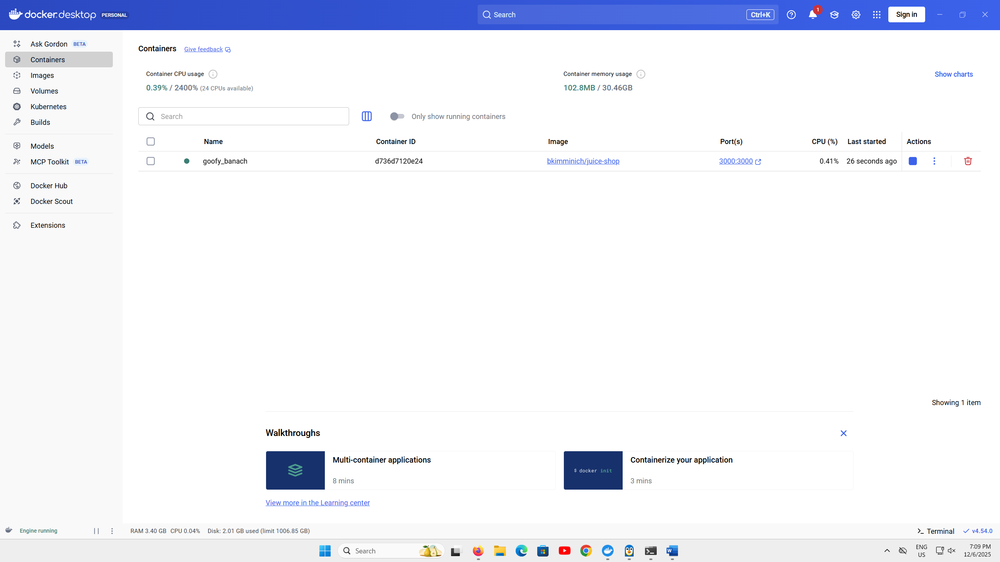 docker.desktop PERSONAL Search Ctrl+K 1 Sign in
Ask Gordon BETA
Containers
Images
Volumes
Kubernetes
Builds
Models
MCP Toolkit BETA
Docker Hub
Docker Scout
Extensions
Containers Give feedback
Container CPU usage Container memory usage Show charts
0.39% / 2400% (24 CPUs available) 102.8MB / 30.46GB
Search Only show running containers
Name Container ID Image Port(s) CPU (%) Last started Actions
goofy_banach d736d7120e24 bkimminich/juice-shop 3000:3000 0.41% 26 seconds ago
Showing 1 item
Walkthroughs
Multi-container applications
8 mins
$ docker init
Containerize your application
3 mins
View more in the Learning center
Engine running RAM 3.40 GB CPU 0.04% Disk: 2.01 GB used (limit 1006.85 GB) Terminal v4.54.0
Search W ENG 7:09 PM
US 12/6/2025